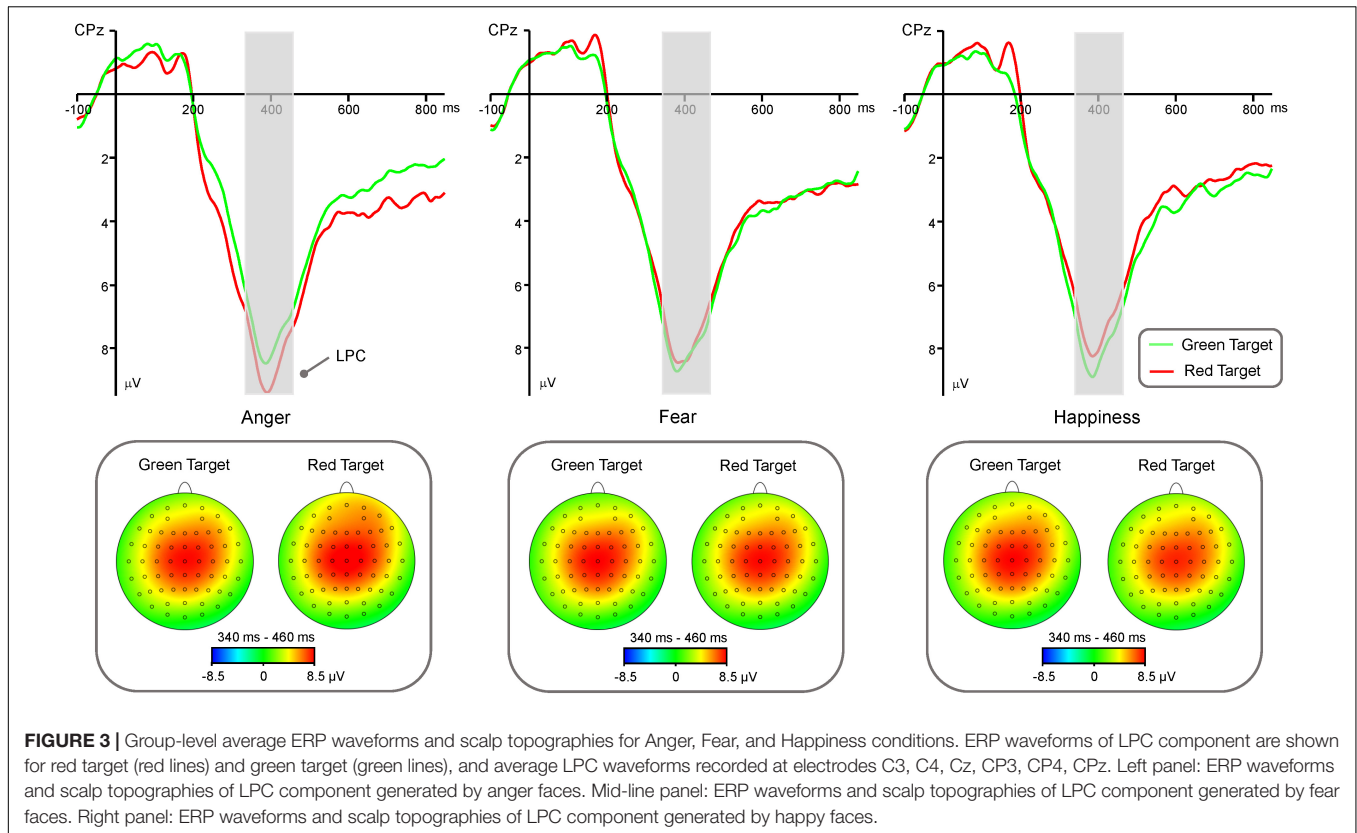 CPz
CPz
CPz
-100 200 400 600 800 ms
-100 200 400 600 800 ms
-100 200 400 600 800 ms
2
4
6
8
μV
LPC
μV
μV
Green Target
Red Target
Anger
Fear
Happiness
Green Target Red Target
340 ms - 460 ms
-8.5 0 8.5 μV
Green Target Red Target
340 ms - 460 ms
-8.5 0 8.5 μV
Green Target Red Target
340 ms - 460 ms
-8.5 0 8.5 μV
FIGURE 3 | Group-level average ERP waveforms and scalp topographies for Anger, Fear, and Happiness conditions. ERP waveforms of LPC component are shown
for red target (red lines) and green target (green lines), and average LPC waveforms recorded at electrodes C3, C4, Cz, CP3, CP4, CPz. Left panel: ERP waveforms
and scalp topographies of LPC component generated by anger faces. Mid-line panel: ERP waveforms and scalp topographies of LPC component generated by fear
faces. Right panel: ERP waveforms and scalp topographies of LPC component generated by happy faces.